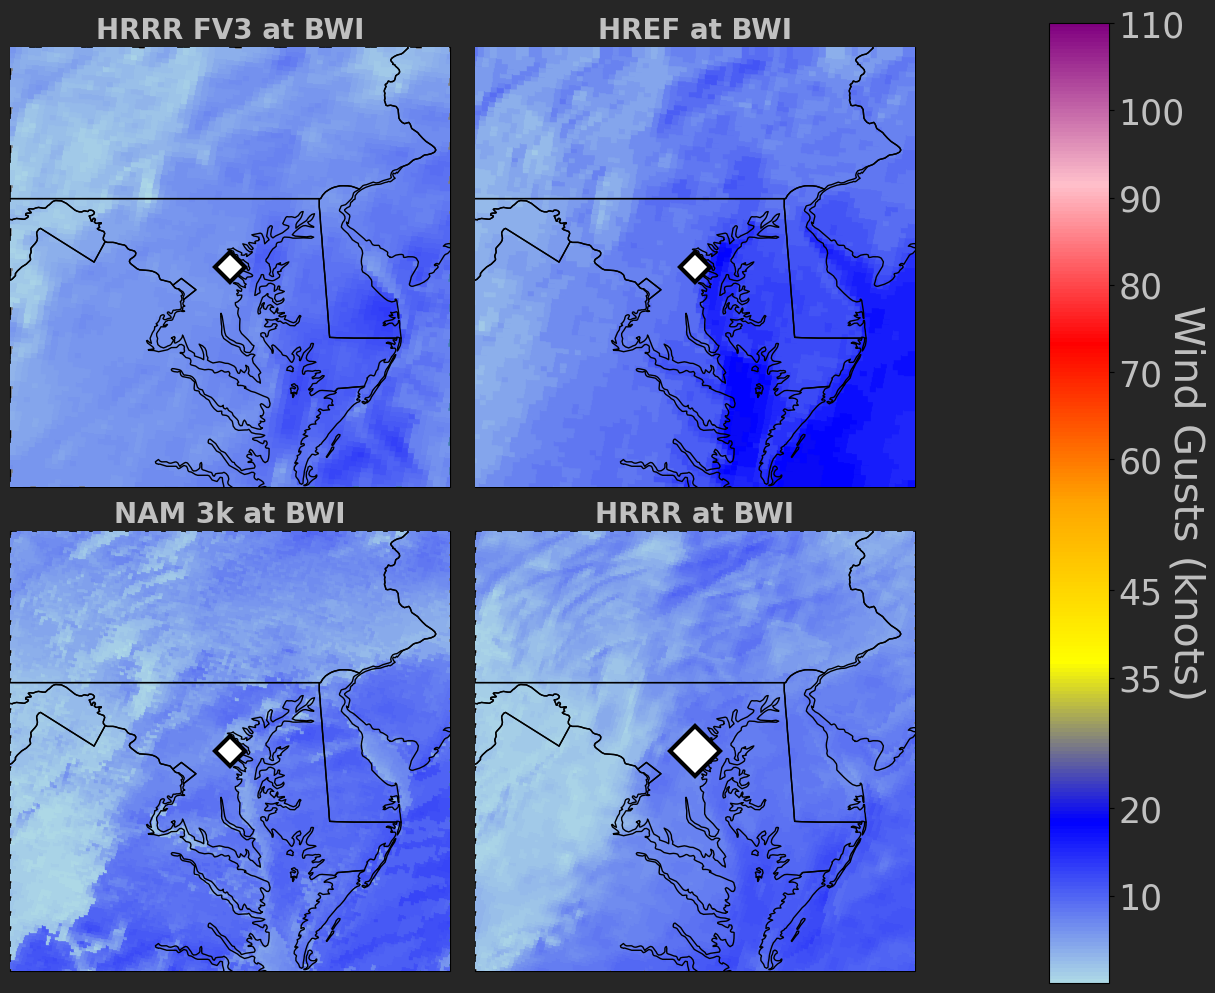 HRRR FV3 at BWI
HREF at BWI
NAM 3k at BWI
HRRR at BWI
110
100
90
80
70
60
45
35
20
10
Wind Gusts (knots)